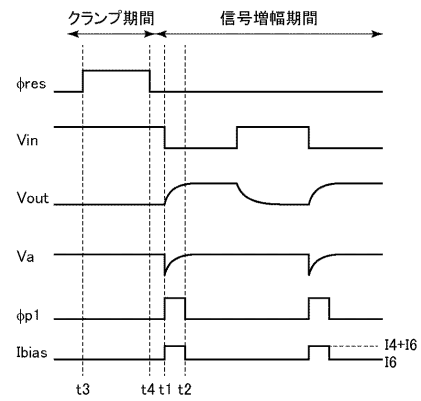 クランプ期間 信号増幅期間
ϕres
Vin
Vout
Va
ϕp1
Ibias
I4+I6
I6
t3 t4 t1 t2